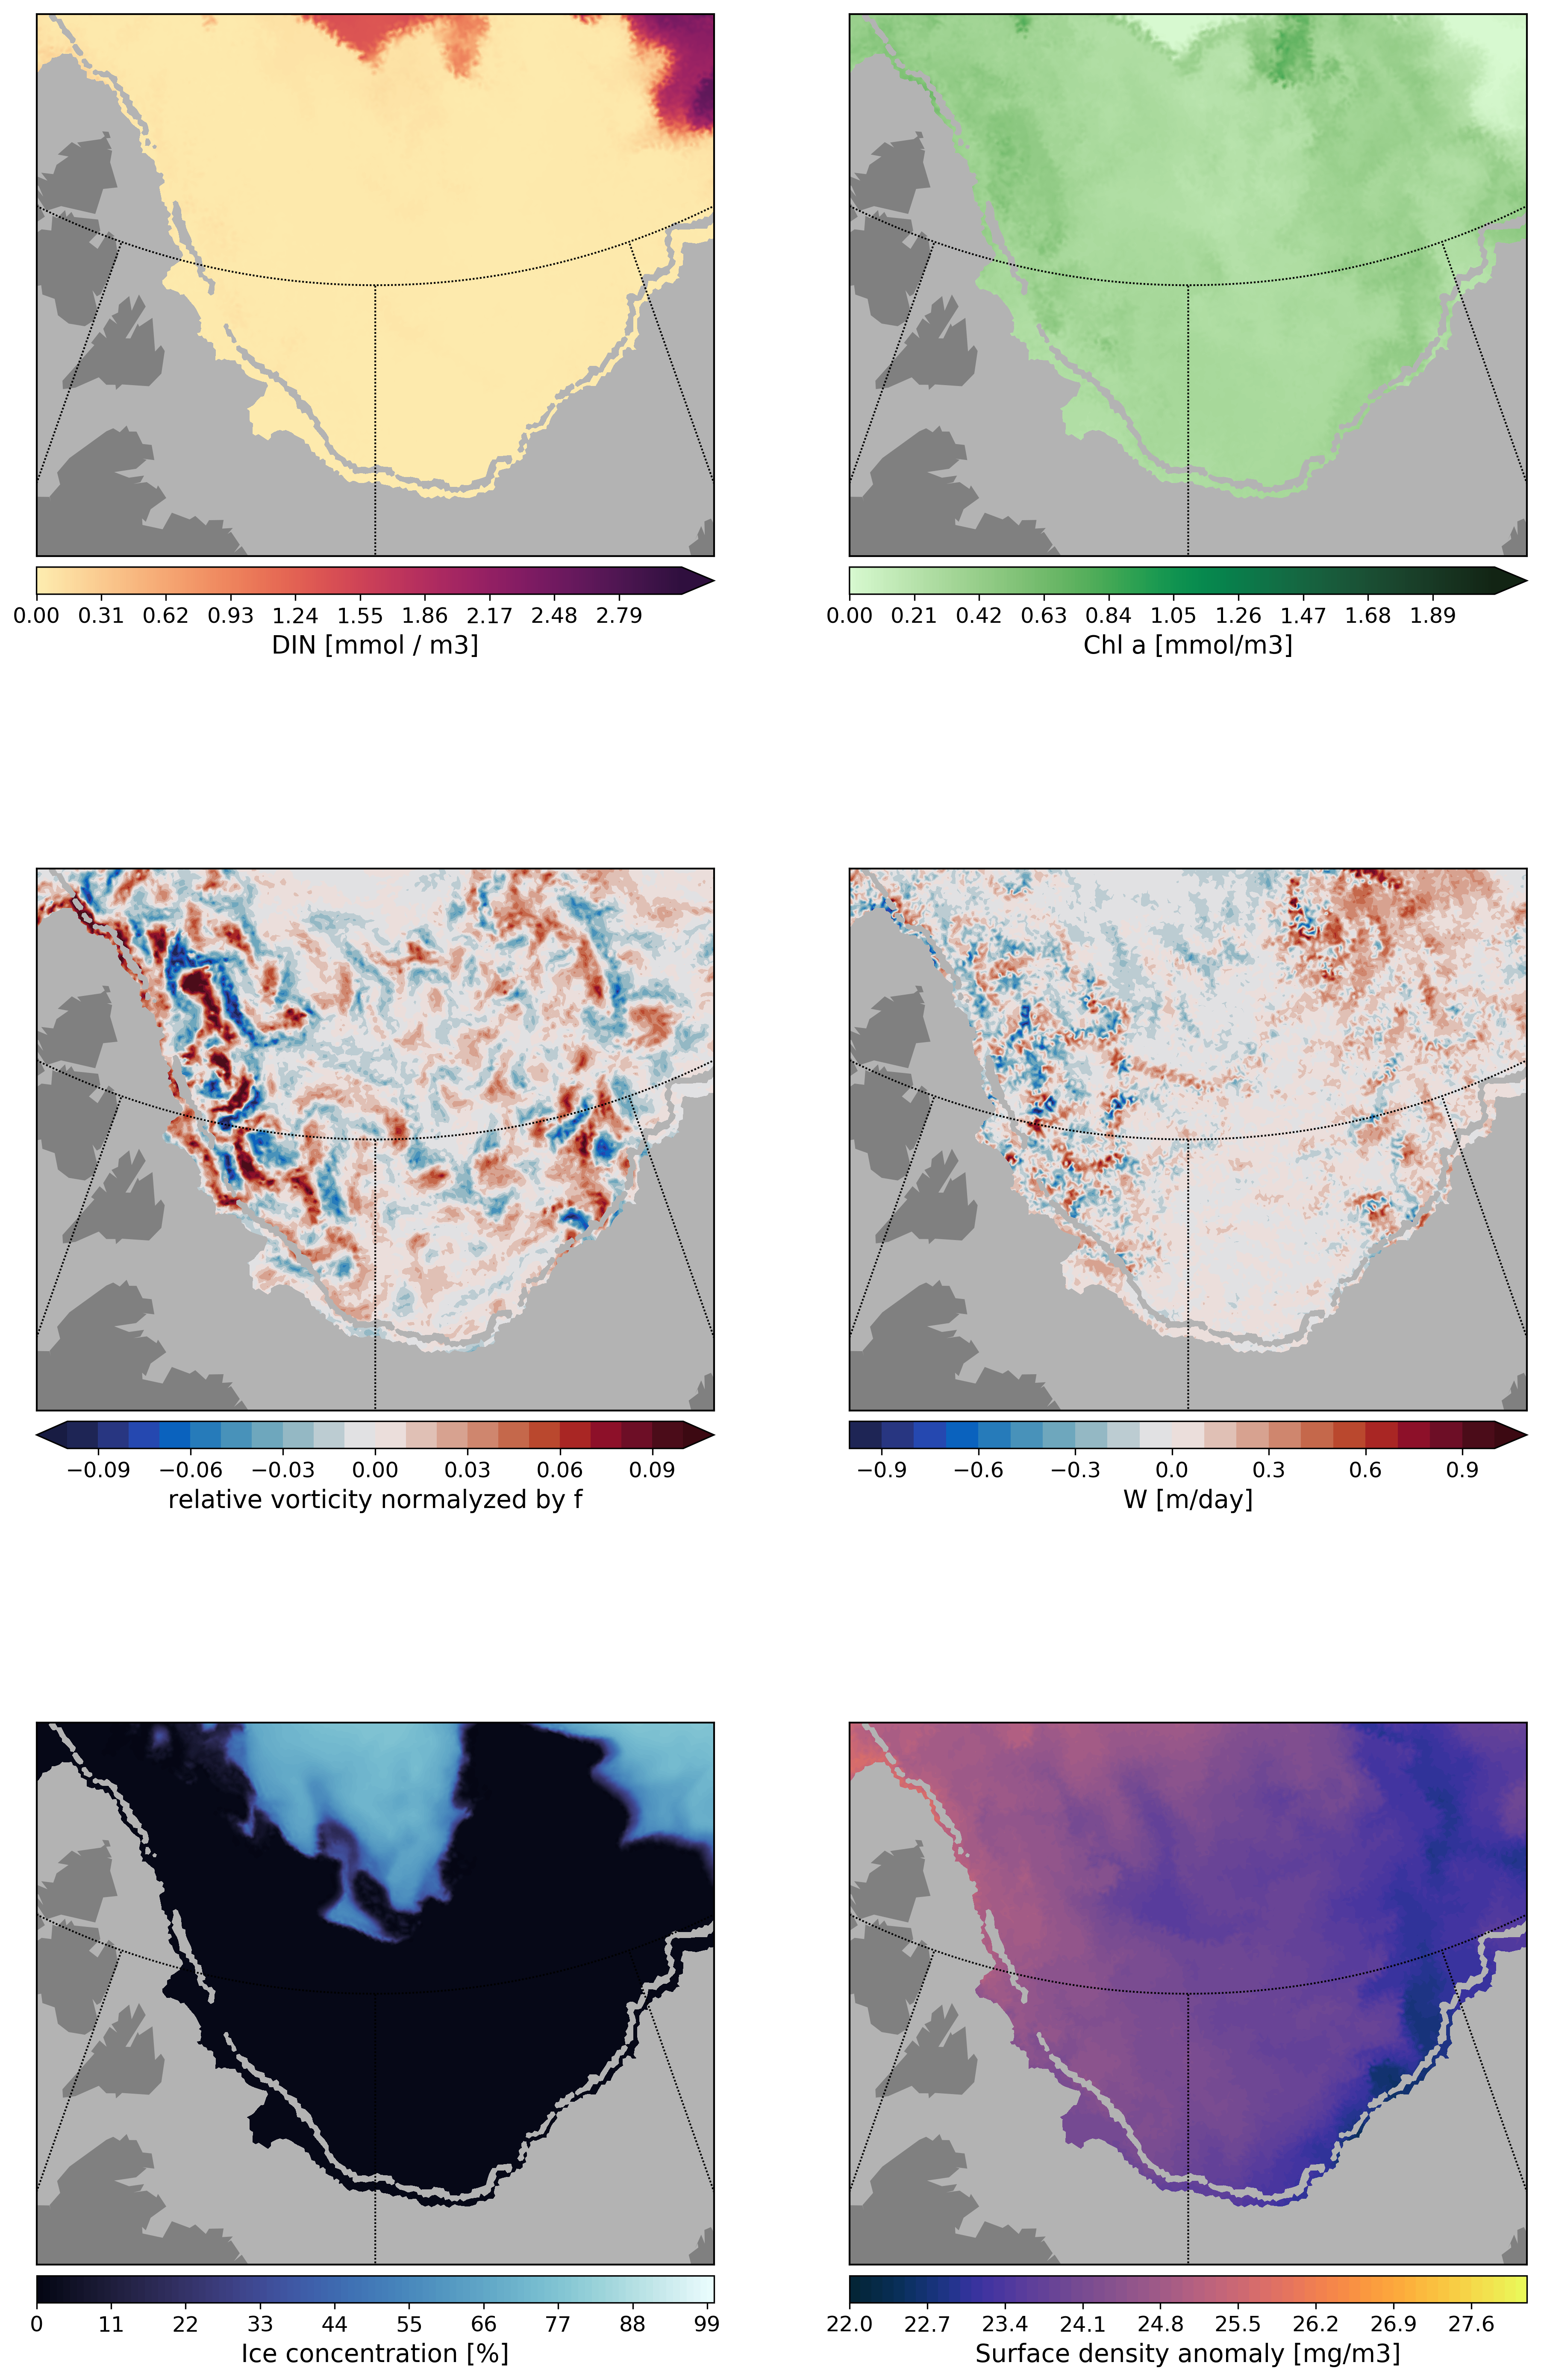 0.00 0.31 0.62 0.93 1.24 1.55 1.86 2.17 2.48 2.79
DIN [mmol / m3]
0.00 0.21 0.42 0.63 0.84 1.05 1.26 1.47 1.68 1.89
Chl a [mmol/m3]
−0.09 −0.06 −0.03 0.00 0.03 0.06 0.09
relative vorticity normalyzed by f
−0.9 −0.6 −0.3 0.0 0.3 0.6 0.9
W [m/day]
0 11 22 33 44 55 66 77 88 99
Ice concentration [%]
22.0 22.7 23.4 24.1 24.8 25.5 26.2 26.9 27.6
Surface density anomaly [mg/m3]